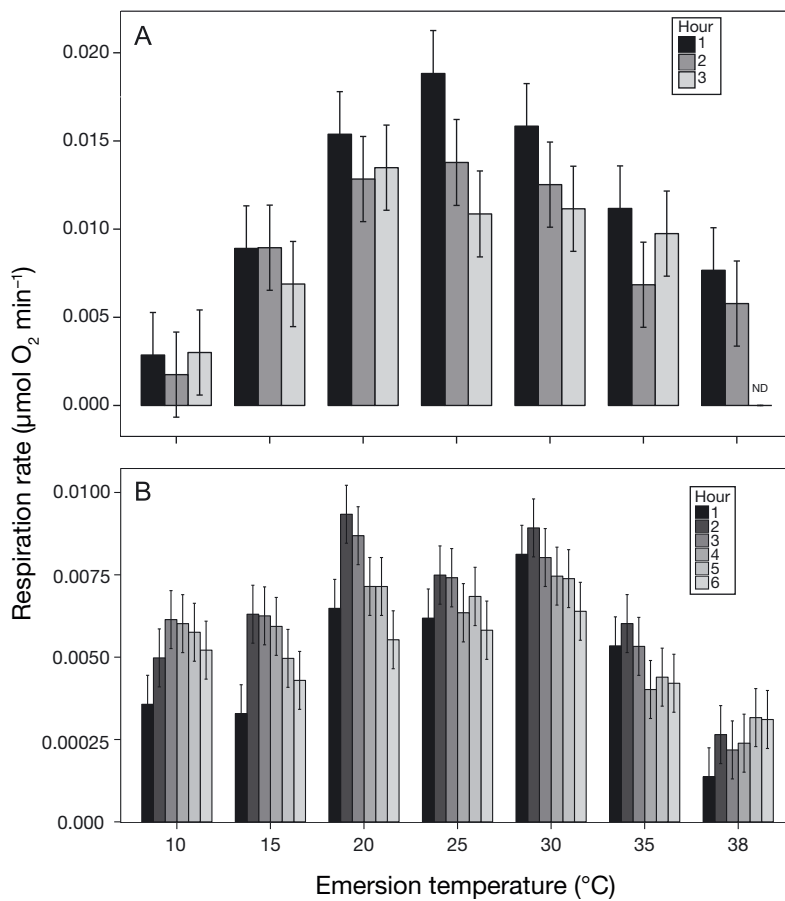 A
Hour
1
2
3
0.020
0.015
0.010
0.005
0.000
ND
Respiration rate (µmol O₂ min⁻¹)
B
Hour
1
2
3
4
5
6
0.0100
0.0075
0.0050
0.00025
0.000
10 15 20 25 30 35 38
Emersion temperature (°C)